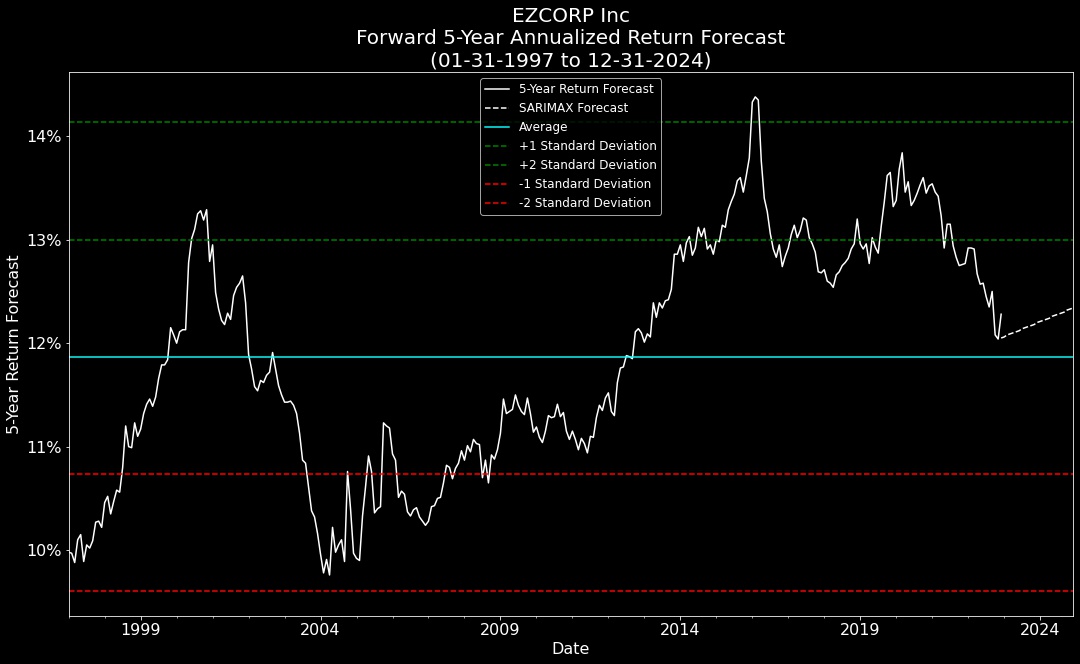 EZCORP Inc
Forward 5-Year Annualized Return Forecast
(01-31-1997 to 12-31-2024)
5-Year Return Forecast
SARIMAX Forecast
Average
+1 Standard Deviation
+2 Standard Deviation
-1 Standard Deviation
-2 Standard Deviation
14%
13%
12%
11%
10%
5-Year Return Forecast
1999
2004
2009
2014
2019
2024
Date